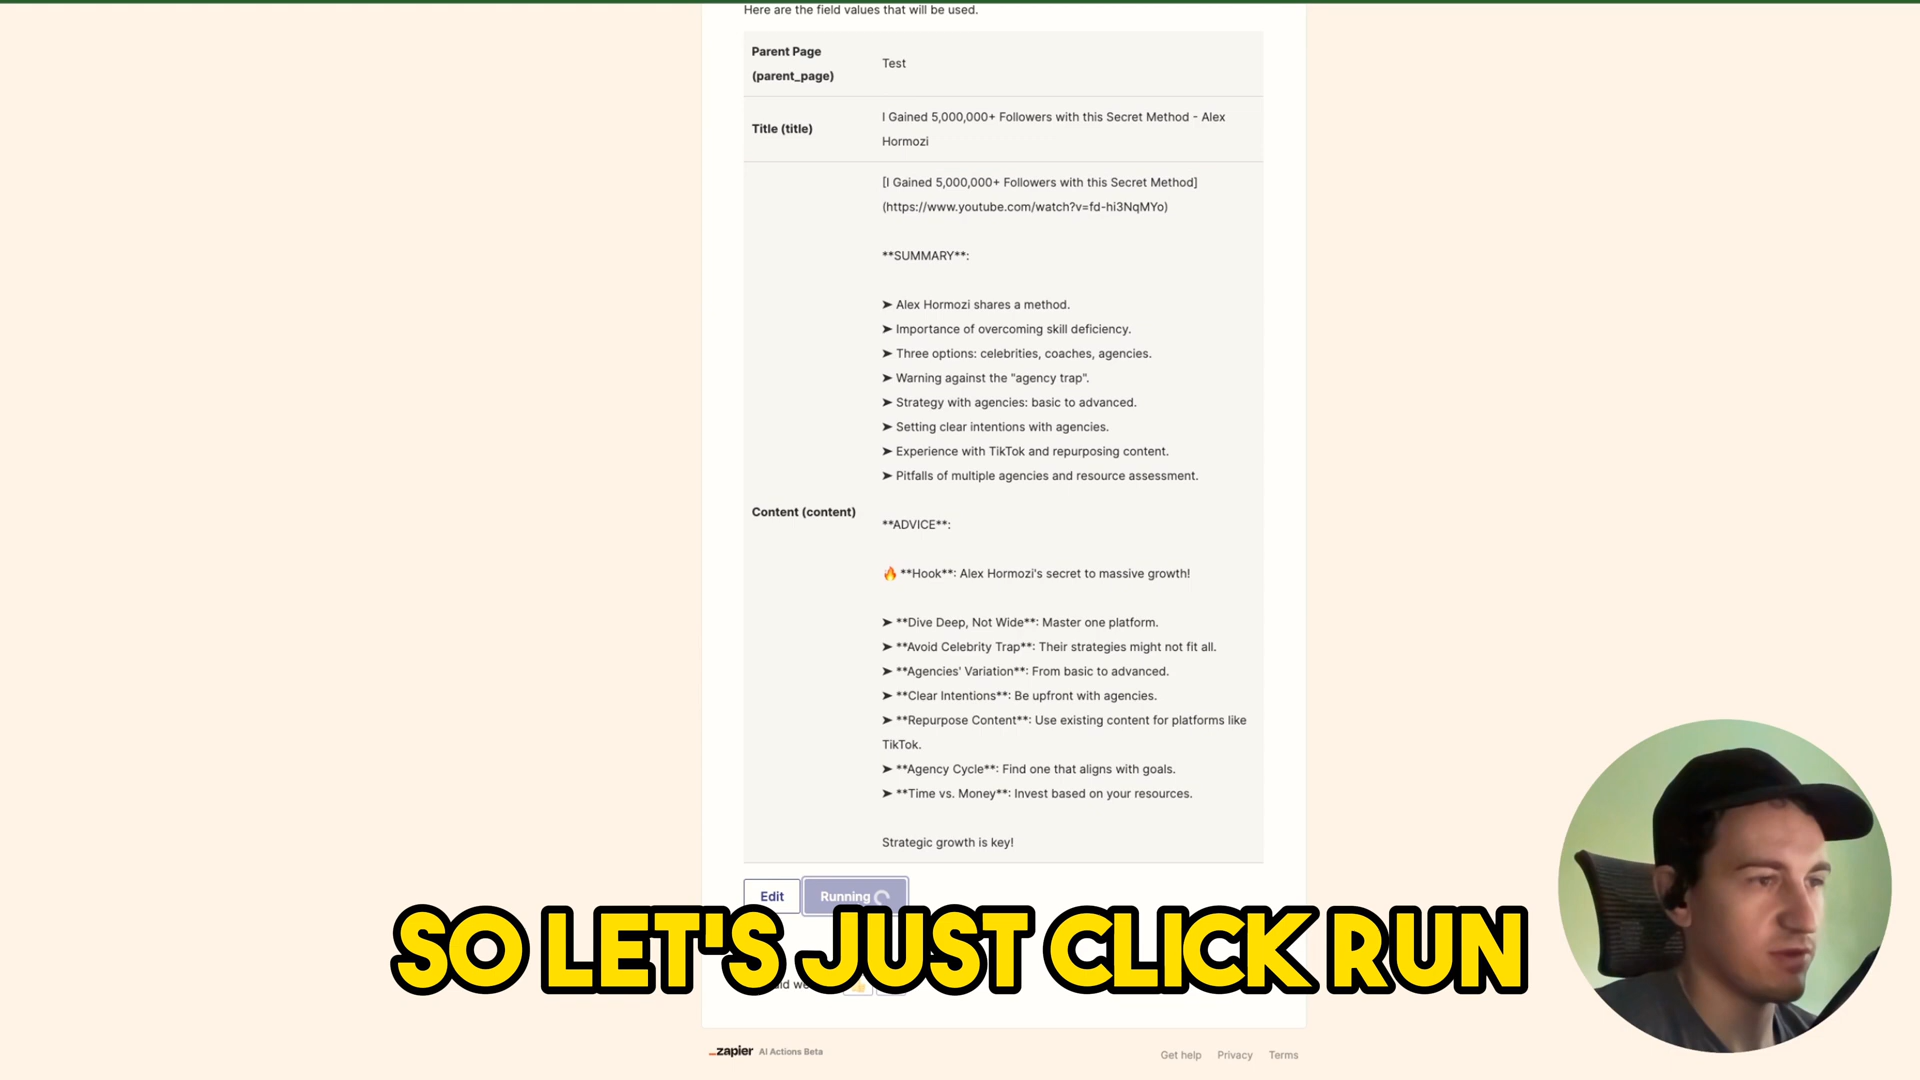 Here are the field values that will be used.
Parent Page
(parent_page)
Test
Title (title)
I Gained 5,000,000+ Followers with this Secret Method - Alex
Hormozi
Content (content)
[I Gained 5,000,000+ Followers with this Secret Method]
(https://www.youtube.com/watch?v=fd-hi3NqMYo)
**SUMMARY**:
➤ Alex Hormozi shares a method.
➤ Importance of overcoming skill deficiency.
➤ Three options: celebrities, coaches, agencies.
➤ Warning against the "agency trap".
➤ Strategy with agencies: basic to advanced.
➤ Setting clear intentions with agencies.
➤ Experience with TikTok and repurposing content.
➤ Pitfalls of multiple agencies and resource assessment.
**ADVICE**:
🔥 **Hook**: Alex Hormozi's secret to massive growth!
➤ **Dive Deep, Not Wide**: Master one platform.
➤ **Avoid Celebrity Trap**: Their strategies might not fit all.
➤ **Agencies' Variation**: From basic to advanced.
➤ **Clear Intentions**: Be upfront with agencies.
➤ **Repurpose Content**: Use existing content for platforms like
TikTok.
➤ **Agency Cycle**: Find one that aligns with goals.
➤ **Time vs. Money**: Invest based on your resources.
Strategic growth is key!
Edit
Running
SO LET'S JUST CLICK RUN
_zapier AI Actions Beta
Get help
Privacy
Terms